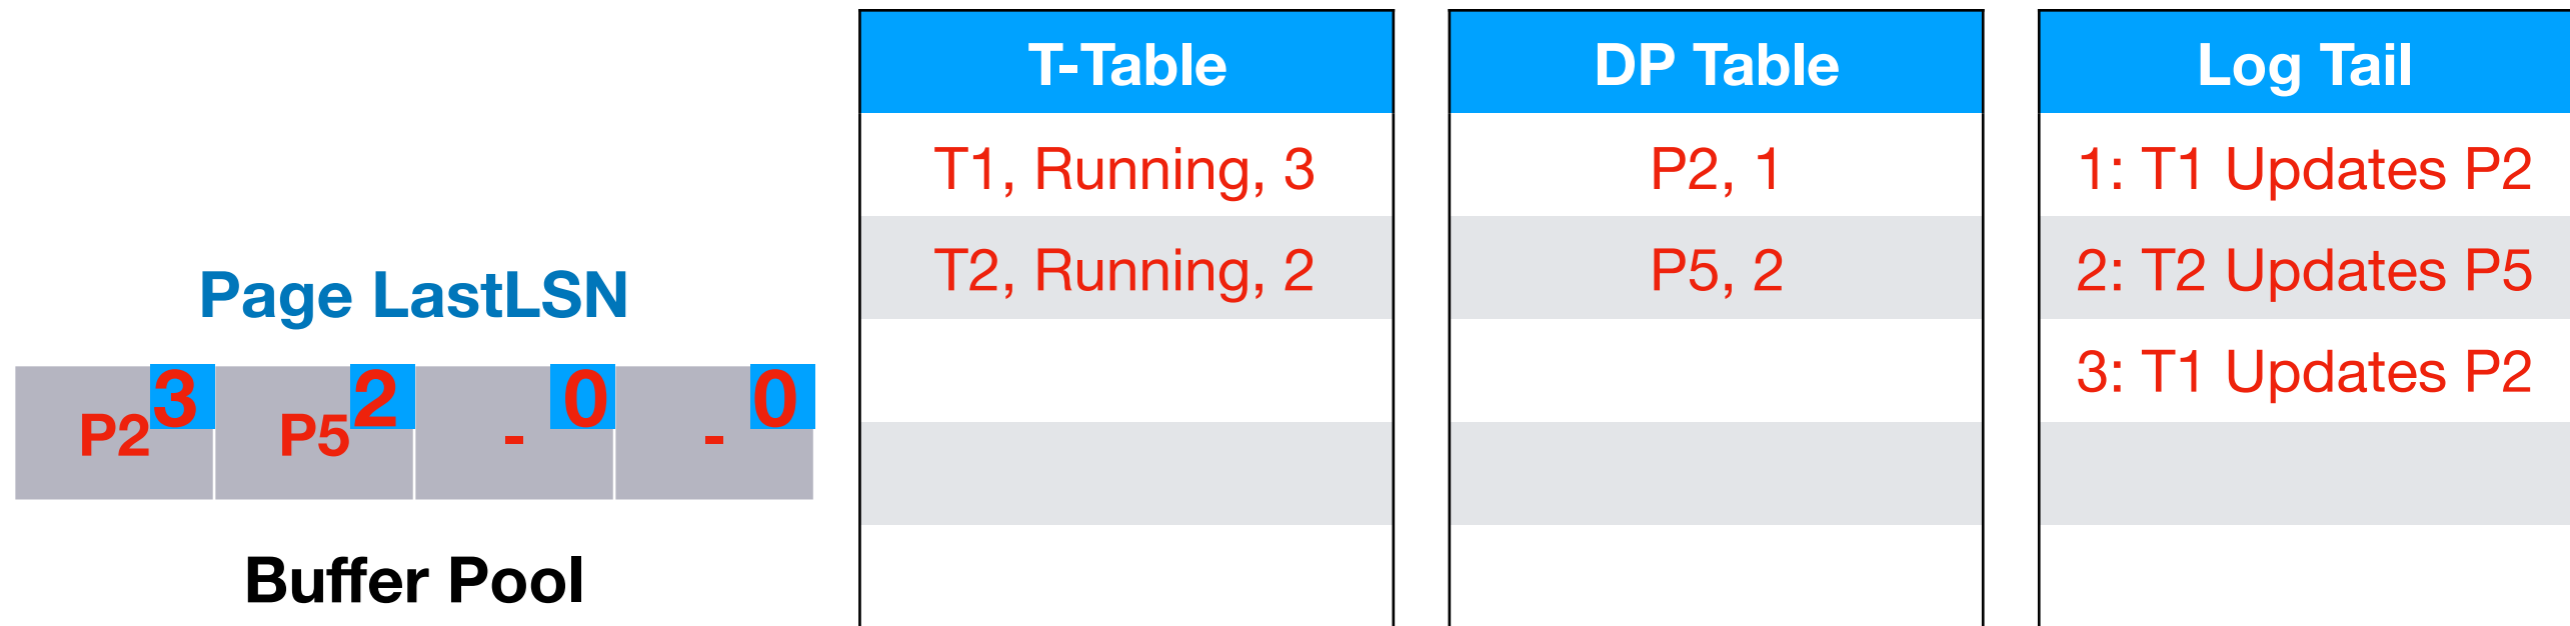 Page LastLSN
P2 3 P5 2 - 0 - 0
Buffer Pool
T-Table
T1, Running, 3
T2, Running, 2
DP Table
P2, 1
P5, 2
Log Tail
1: T1 Updates P2
2: T2 Updates P5
3: T1 Updates P2